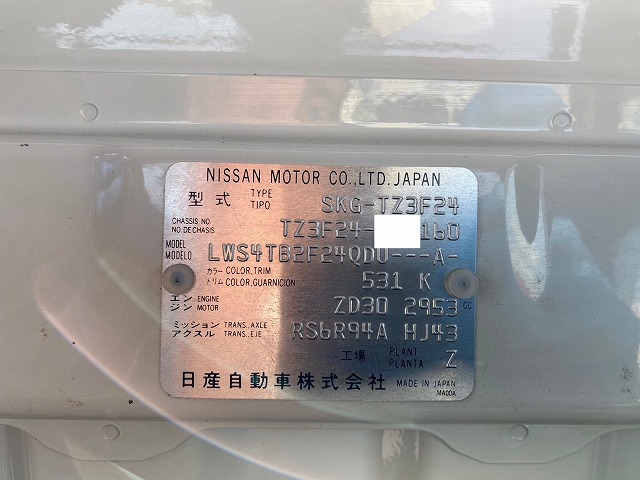 NISSAN MOTOR CO.,LTD. JAPAN
型式 TYPE TIPO SKG-TZ3F24
CHASSIS.NO. NO.DECHASIS TZ3F24- 160
MODEL MODELO LWS4TB2F24QDU---A-
カラー COLOR,TRIM トリム COLOR,GUARNICION 531 K
エンジン ENGINE MOTOR ZD30 2953 CC
ミッション アクスル TRANS.,AXLE TRANS.,EJE RS6R94A HJ43
工場 PLANT PLANTA Z
日産自動車株式会社 MADE IN JAPAN
MA00A